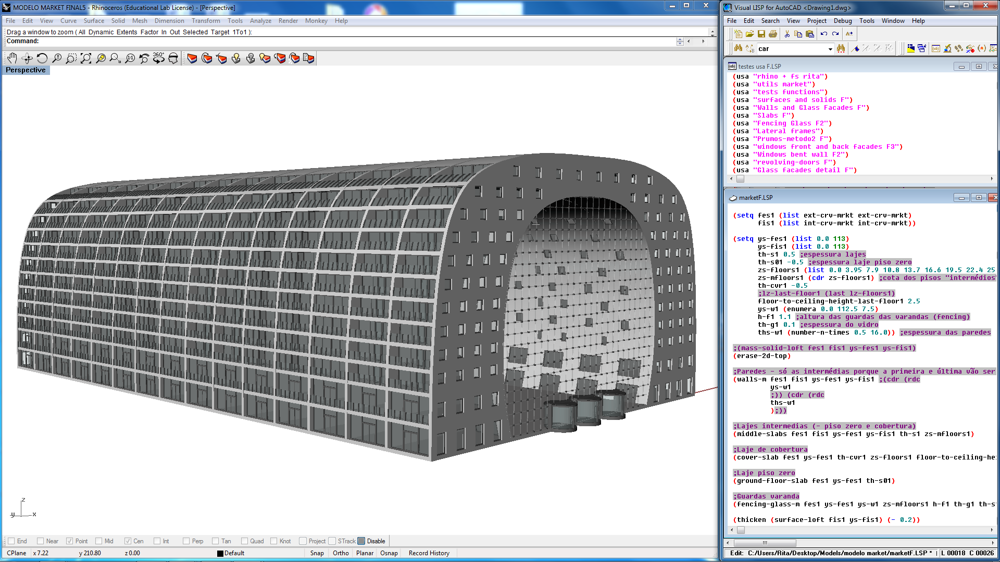 MODELO MARKET FINAL5 - Rhinoceros (Educational Lab License) - [Perspective]
File Edit View Curve Surface Solid Mesh Dimension Transform Tools Analyze Render Monkey Help
Drag a window to zoom ( All Dynamic Extents Factor In Out Selected Target 1To1 ):
Command:
1:1
360°
Perspective
z
y
x
End Near Point Mid Cen Int Perp Tan Quad Knot Project STrack Disable
CPlane x 7.22 y 210.80 z 0.00 Default Snap Ortho Planar Osnap Record History
Visual LISP for AutoCAD <Drawing1.dwg>
File Edit Search View Project Debug Tools Window Help
car
testes usa F.LSP
(usa "rhino + fs rita")
(usa "utils market")
(usa "tests functions")
(usa "surfaces and solids F")
(usa "Walls and Glass Facades F")
(usa "Slabs F")
(usa "Fencing Glass F2")
(usa "Lateral frames")
(usa "Prumos-metodo2 F")
(usa "windows front and back facades F3")
(usa "Windows bent wall F2")
(usa "revolving-doors F")
(usa "Glass facades detail F")
marketF.LSP
(setq fes1 (list ext-crv-mrkt ext-crv-mrkt)
fis1 (list int-crv-mrkt int-crv-mrkt))
(setq ys-fes1 (list 0.0 113)
ys-fis1 (list 0.0 113)
th-s1 0.5 ;espessura lajes
th-s01 -0.5 ;espessura laje piso zero
zs-floors1 (list 0.0 3.95 7.9 10.8 13.7 16.6 19.5 22.4 25
zs-mfloors1 (cdr zs-floors1) ;cota dos pisos "intermédios"
th-cvr1 -0.5
;lz-last-floor1 (last lz-floors1)
floor-to-ceiling-height-last-floor1 2.5
ys-w1 (enumera 0.0 112.5 7.5)
h-f1 1.1 ;altura das guardas das varandas (fencing)
th-g1 0.1 ;espessura do vidro
ths-w1 (number-n-times 0.5 16.0)) ;espessura das paredes
;(mass-solid-loft fes1 fis1 ys-fes1 ys-fis1)
(erase-2d-top)
;Paredes - só as intermédias porque a primeira e última vão ser
(walls-m fes1 fis1 ys-fes1 ys-fis1 ;(cdr (rdc
ys-w1
;)) (cdr (rdc
ths-w1
);))
;Lajes intermedias (- piso zero e cobertura)
(middle-slabs fes1 fis1 ys-fes1 ys-fis1 th-s1 zs-mfloors1)
;Laje de cobertura
(cover-slab fes1 ys-fes1 th-cvr1 zs-floors1 floor-to-ceiling-he
;Laje piso zero
(ground-floor-slab fes1 ys-fes1 th-s01)
;Guardas varanda
(fencing-glass-m fes1 ys-fes1 ys-w1 zs-mfloors1 h-f1 th-g1 th-s
(thicken (surface-loft fis1 ys-fis1) (- 0.2))
Edit: C:/Users/Rita/Desktop/Models/modelo market/marketF.LSP * L 00018 C 00026